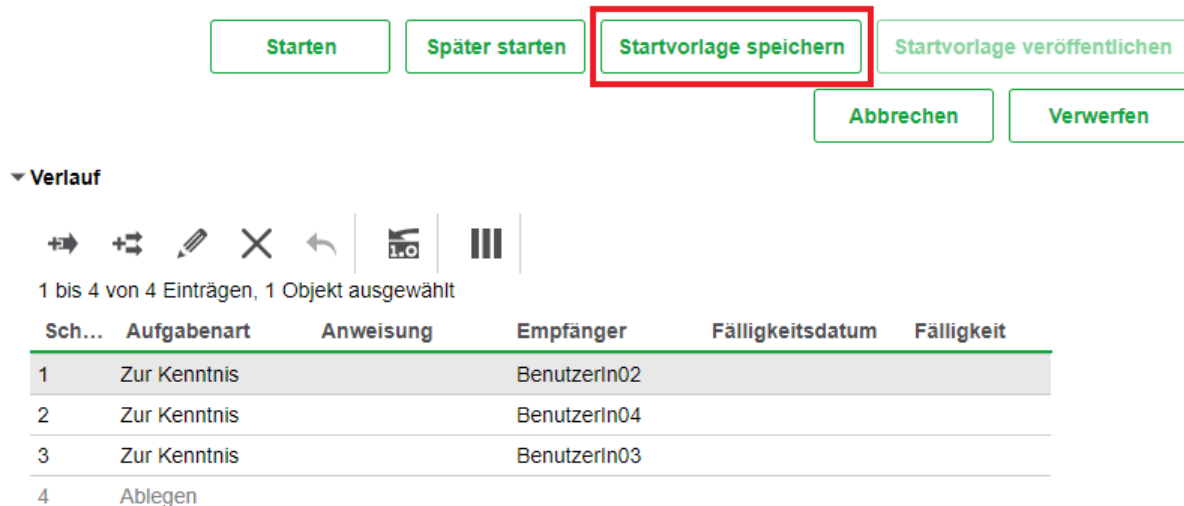 Starten Später starten Startvorlage speichern Startvorlage veröffentlichen
Abbrechen Verwerfen
Verlauf
1.0
1 bis 4 von 4 Einträgen, 1 Objekt ausgewählt
Sch... Aufgabenart Anweisung Empfänger Fälligkeitsdatum Fälligkeit
1 Zur Kenntnis BenutzerIn02
2 Zur Kenntnis BenutzerIn04
3 Zur Kenntnis BenutzerIn03
4 Ablegen